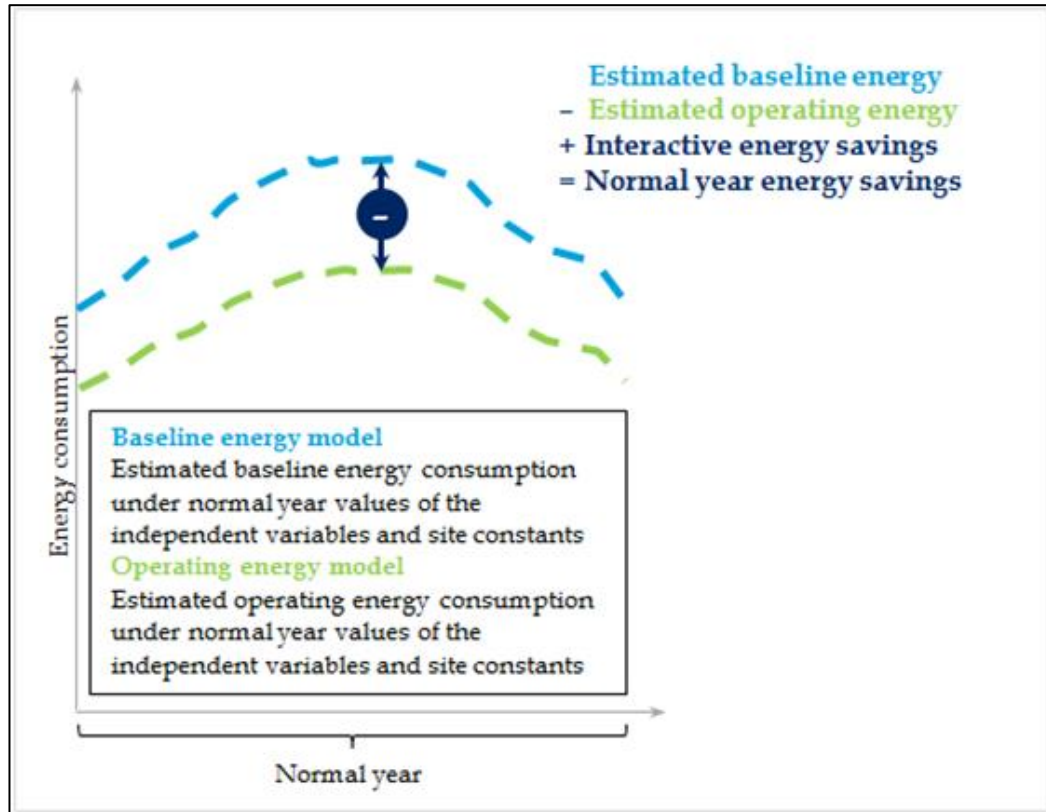 Estimated baseline energy
– Estimated operating energy
+ Interactive energy savings
= Normal year energy savings
–
Energy consumption
Baseline energy model
Estimated baseline energy consumption
under normal year values of the
independent variables and site constants
Operating energy model
Estimated operating energy consumption
under normal year values of the
independent variables and site constants
Normal year